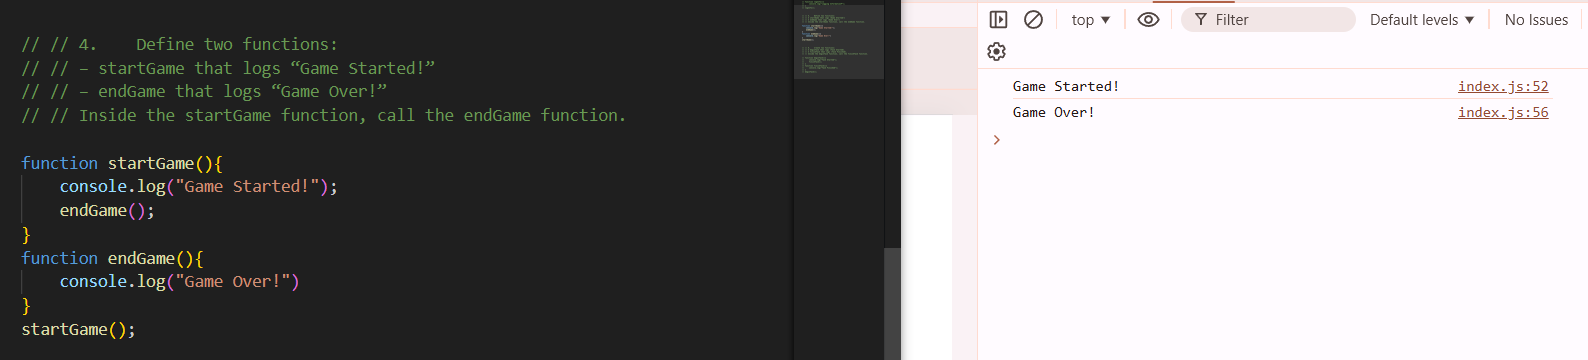 // // 4.    Define two functions:
// // – startGame that logs “Game Started!”
// // – endGame that logs “Game Over!”
// // Inside the startGame function, call the endGame function.
function startGame(){
    console.log("Game Started!");
    endGame();
}
function endGame(){
    console.log("Game Over!")
}
startGame();
top
Filter
Default levels
No Issues
Game Started! index.js:52
Game Over! index.js:56
>